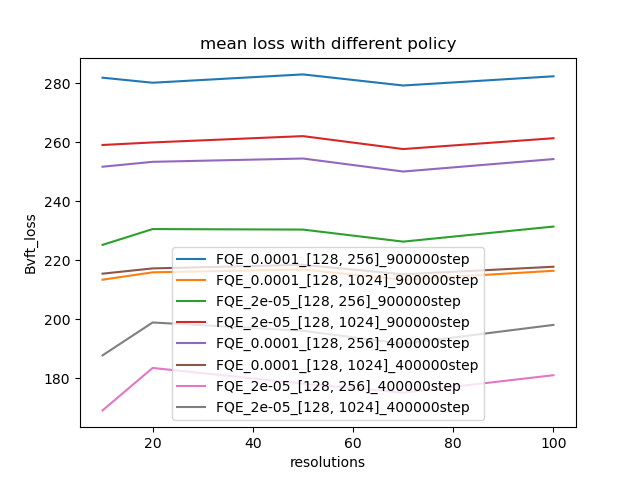 mean loss with different policy
Bvft_loss
280
260
240
220
200
180
FQE_0.0001_[128, 256]_900000step
FQE_0.0001_[128, 1024]_900000step
FQE_2e-05_[128, 256]_900000step
FQE_2e-05_[128, 1024]_900000step
FQE_0.0001_[128, 256]_400000step
FQE_0.0001_[128, 1024]_400000step
FQE_2e-05_[128, 256]_400000step
FQE_2e-05_[128, 1024]_400000step
20 40 60 80 100
resolutions